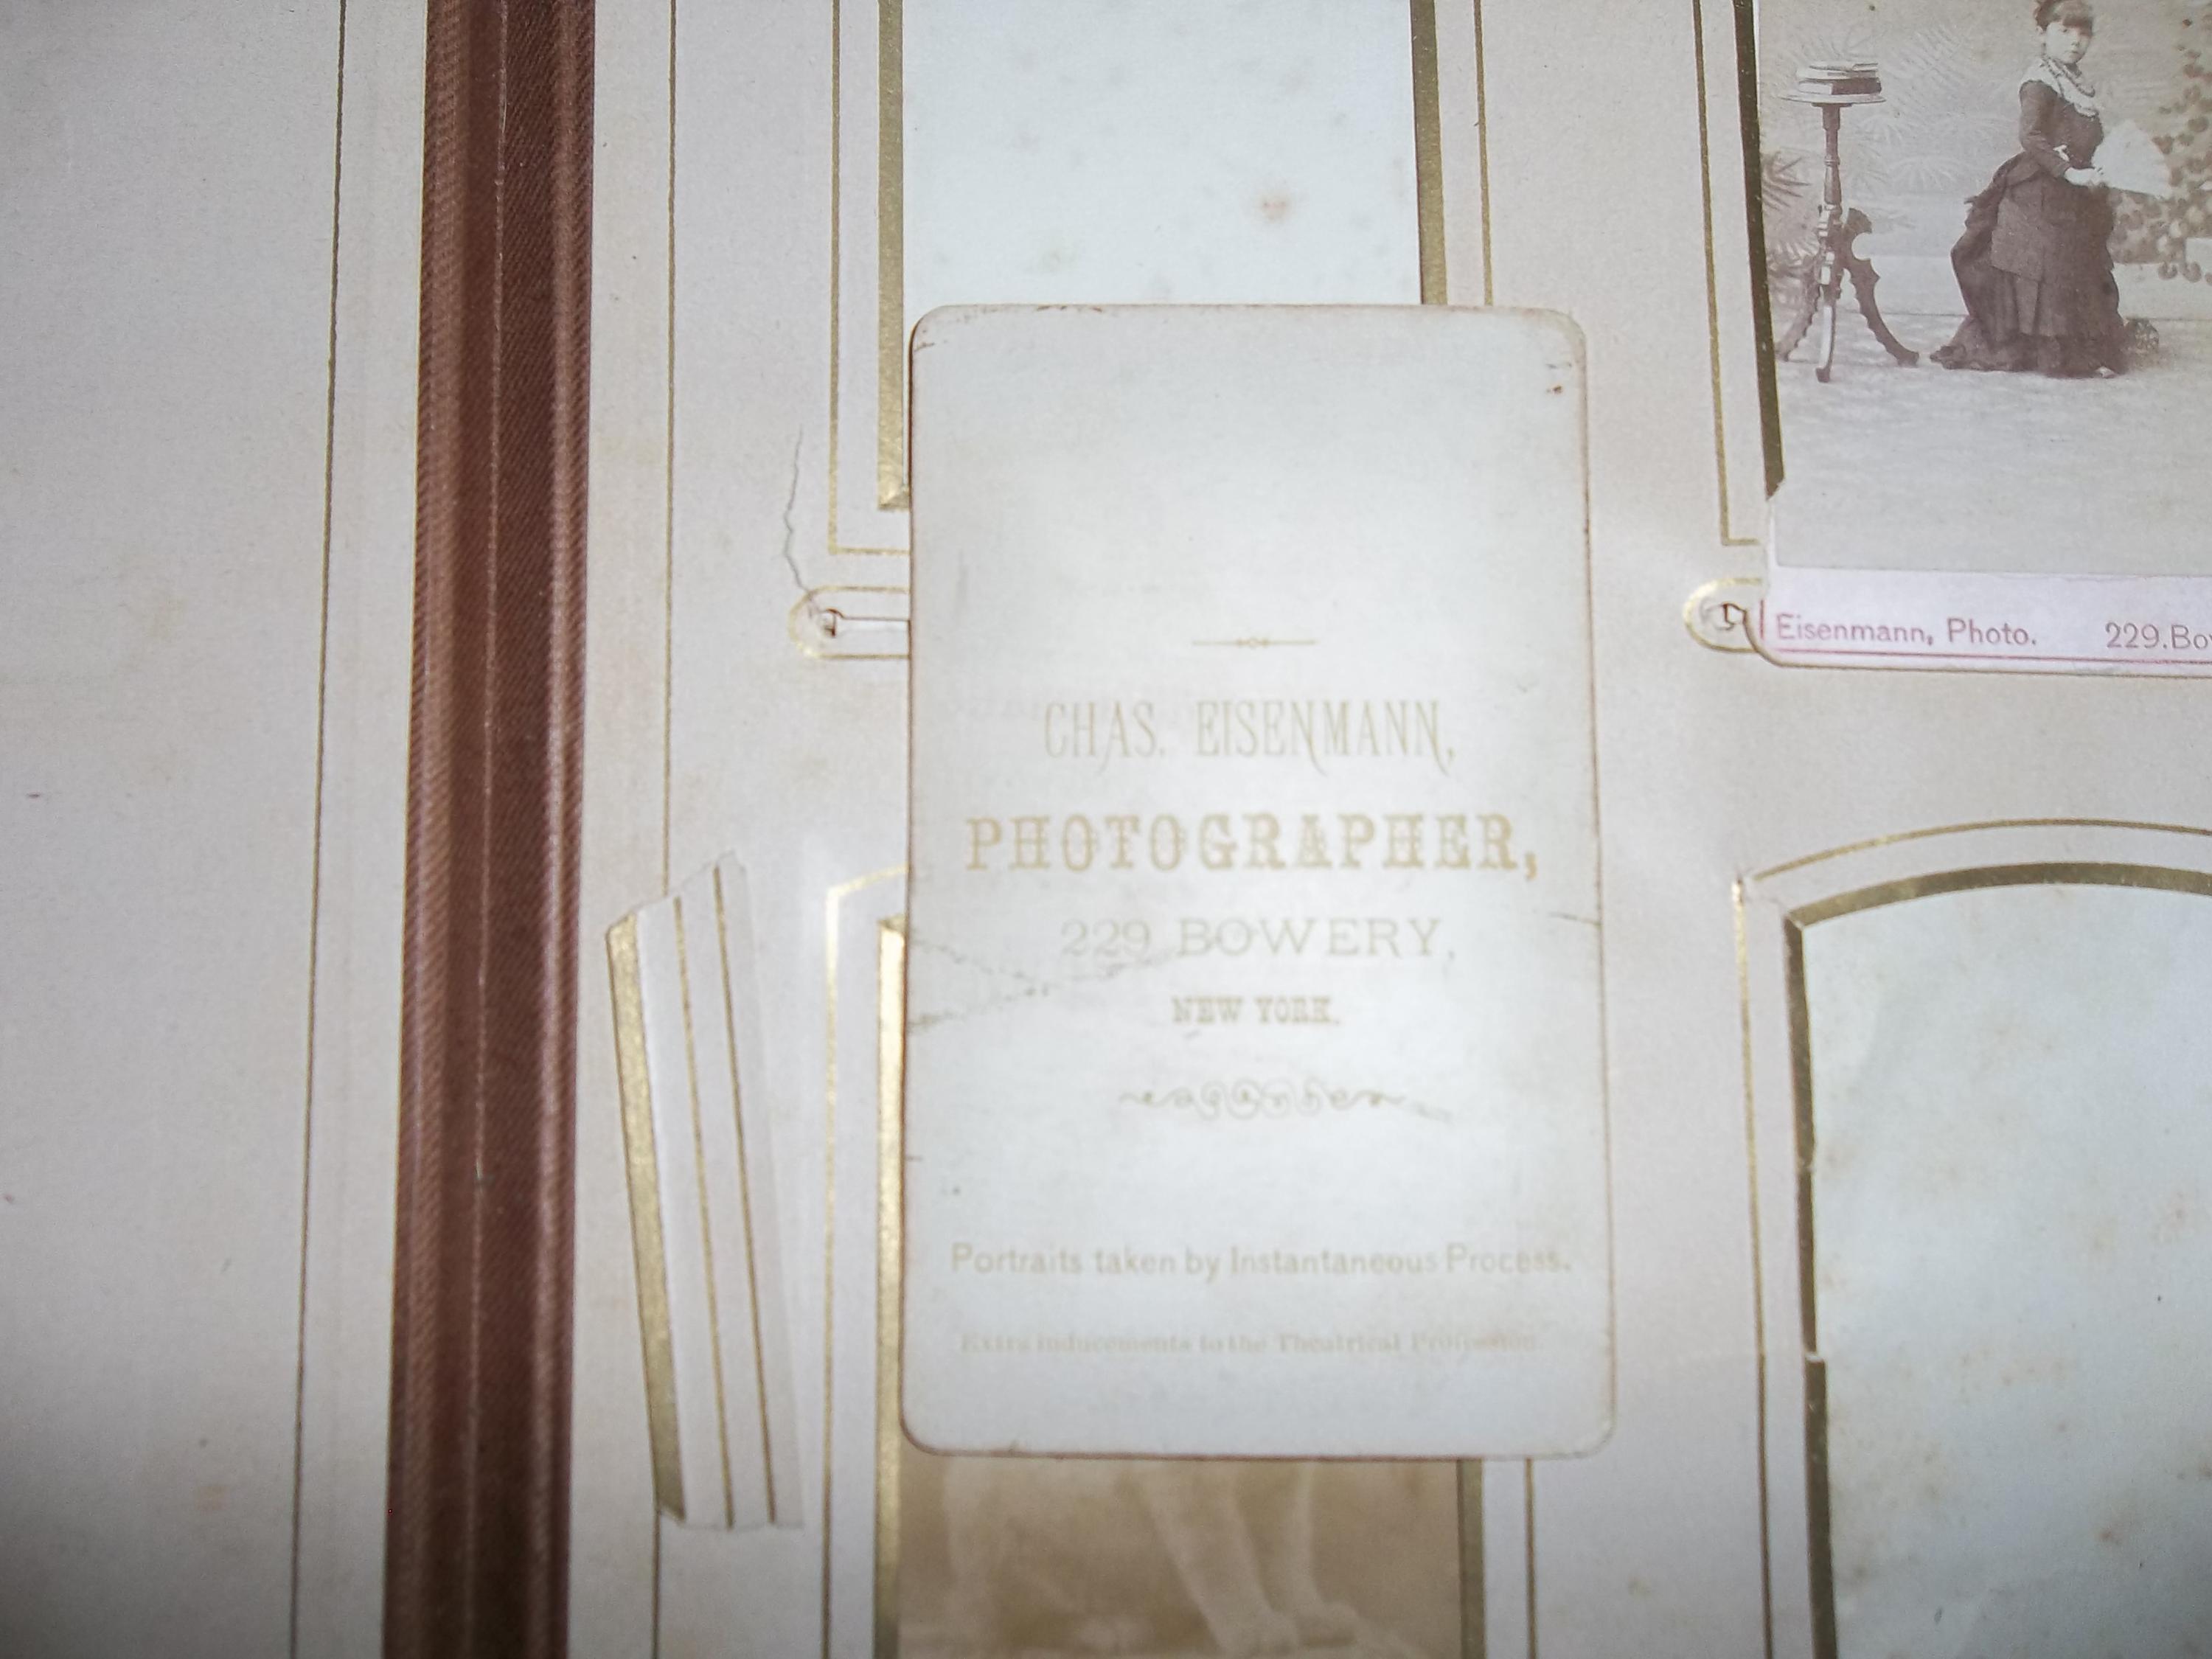 Eisenmann, Photo. 229.Bo
CHAS. EISENMANN,
PHOTOGRAPHER,
229 BOWERY,
NEW YORK.
Portraits taken by Instantaneous Process.
Extra inducements to the Theatrical Profession.